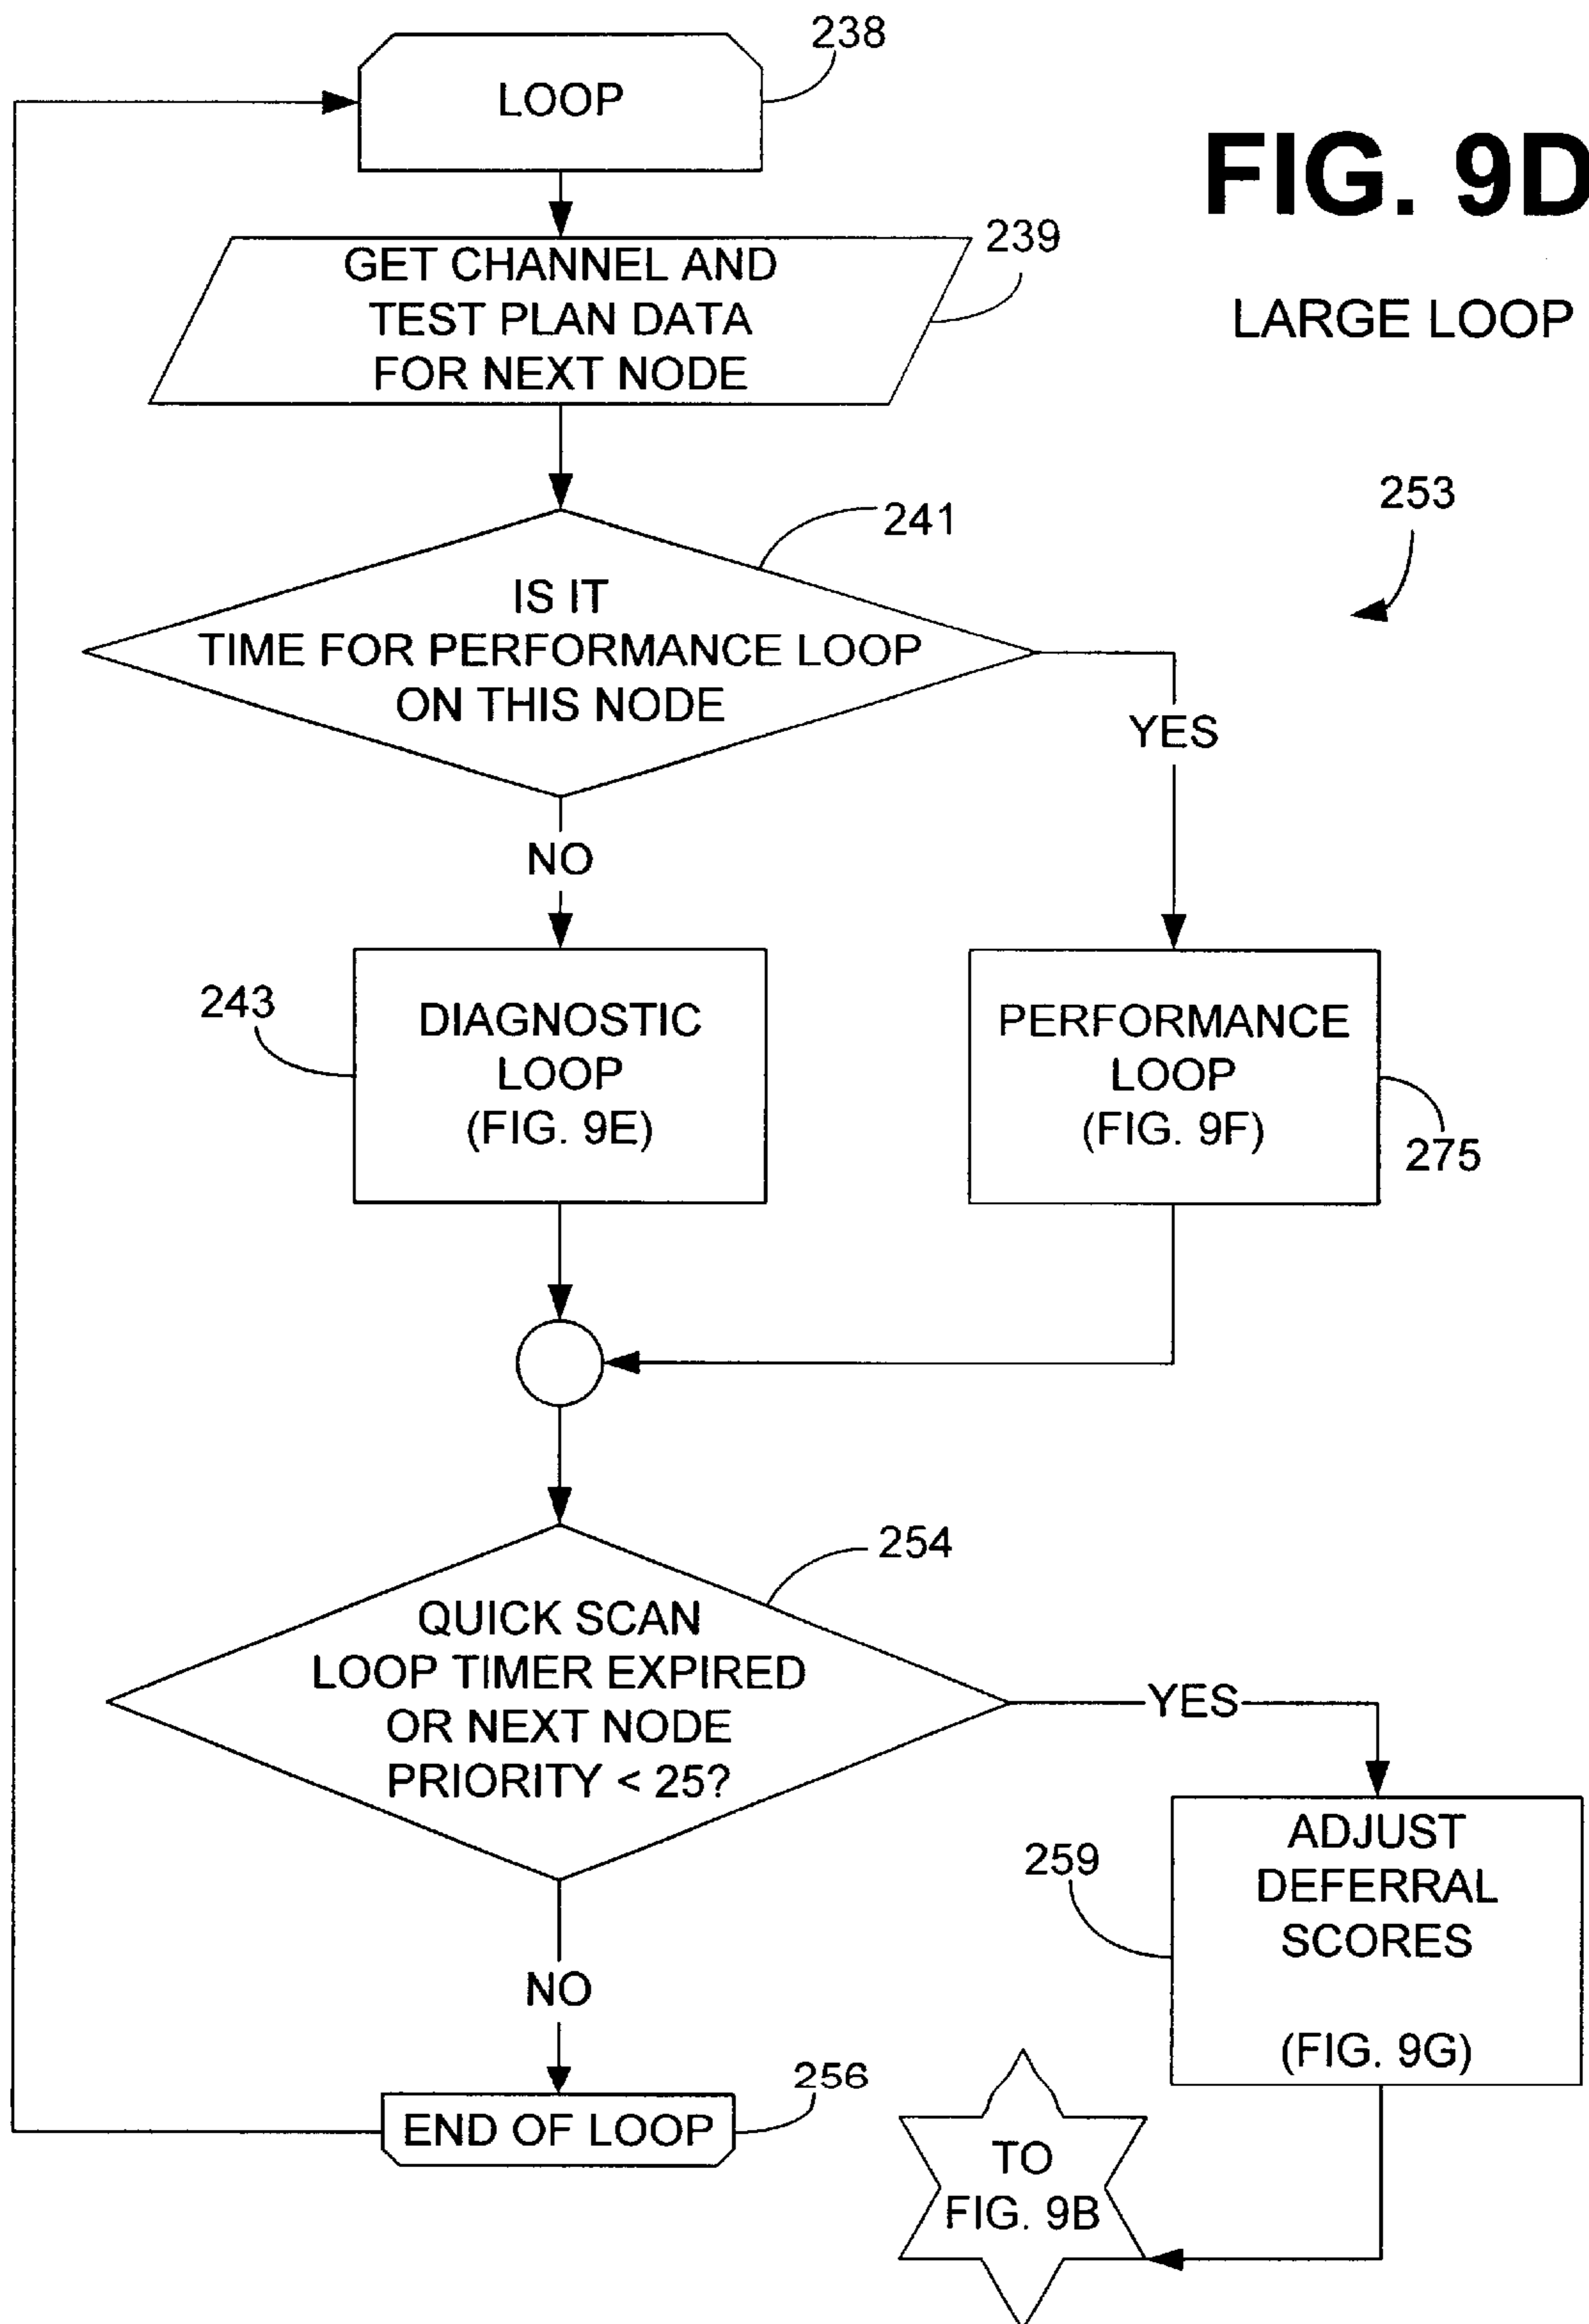 238
LOOP
FIG. 9D
239
GET CHANNEL AND
TEST PLAN DATA
FOR NEXT NODE
LARGE LOOP
253
241
IS IT
TIME FOR PERFORMANCE LOOP
ON THIS NODE
YES
NO
243
DIAGNOSTIC
LOOP
(FIG. 9E)
PERFORMANCE
LOOP
(FIG. 9F)
275
254
QUICK SCAN
LOOP TIMER EXPIRED
OR NEXT NODE
PRIORITY < 25?
YES
259
ADJUST
DEFERRAL
SCORES
(FIG. 9G)
NO
256
END OF LOOP
TO
FIG. 9B